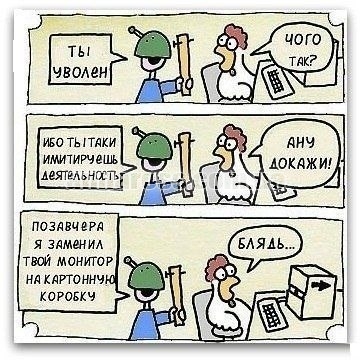 ТЫ
УВОЛЕН
ЧОГО
ТАК?
ИБО ТЫ ТАКИ
ИМИТИРУЕШЬ
ДЕЯТЕЛЬНОСТЬ
АНУ
ДОКАЖИ!
ПОЗАВЧЕРА
Я ЗАМЕНИЛ
ТВОЙ МОНИТОР
НА КАРТОННУЮ
КОРОБКУ
БЛЯДЬ...